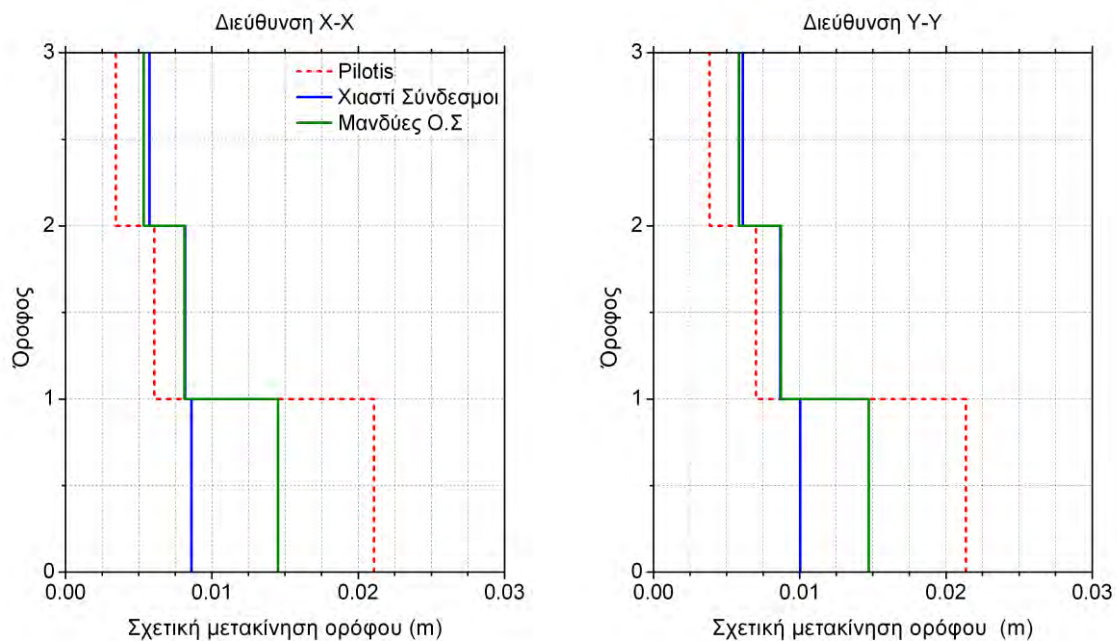 Διεύθυνση X-X
3
2
1
0
Όροφος
0.00
0.01
0.02
0.03
Σχετική μετακίνηση ορόφου (m)
Pilotis
Χιαστί Σύνδεσμοι
Μανδύες Ο.Σ
Διεύθυνση Y-Y
3
2
1
0
Όροφος
0.00
0.01
0.02
0.03
Σχετική μετακίνηση ορόφου (m)